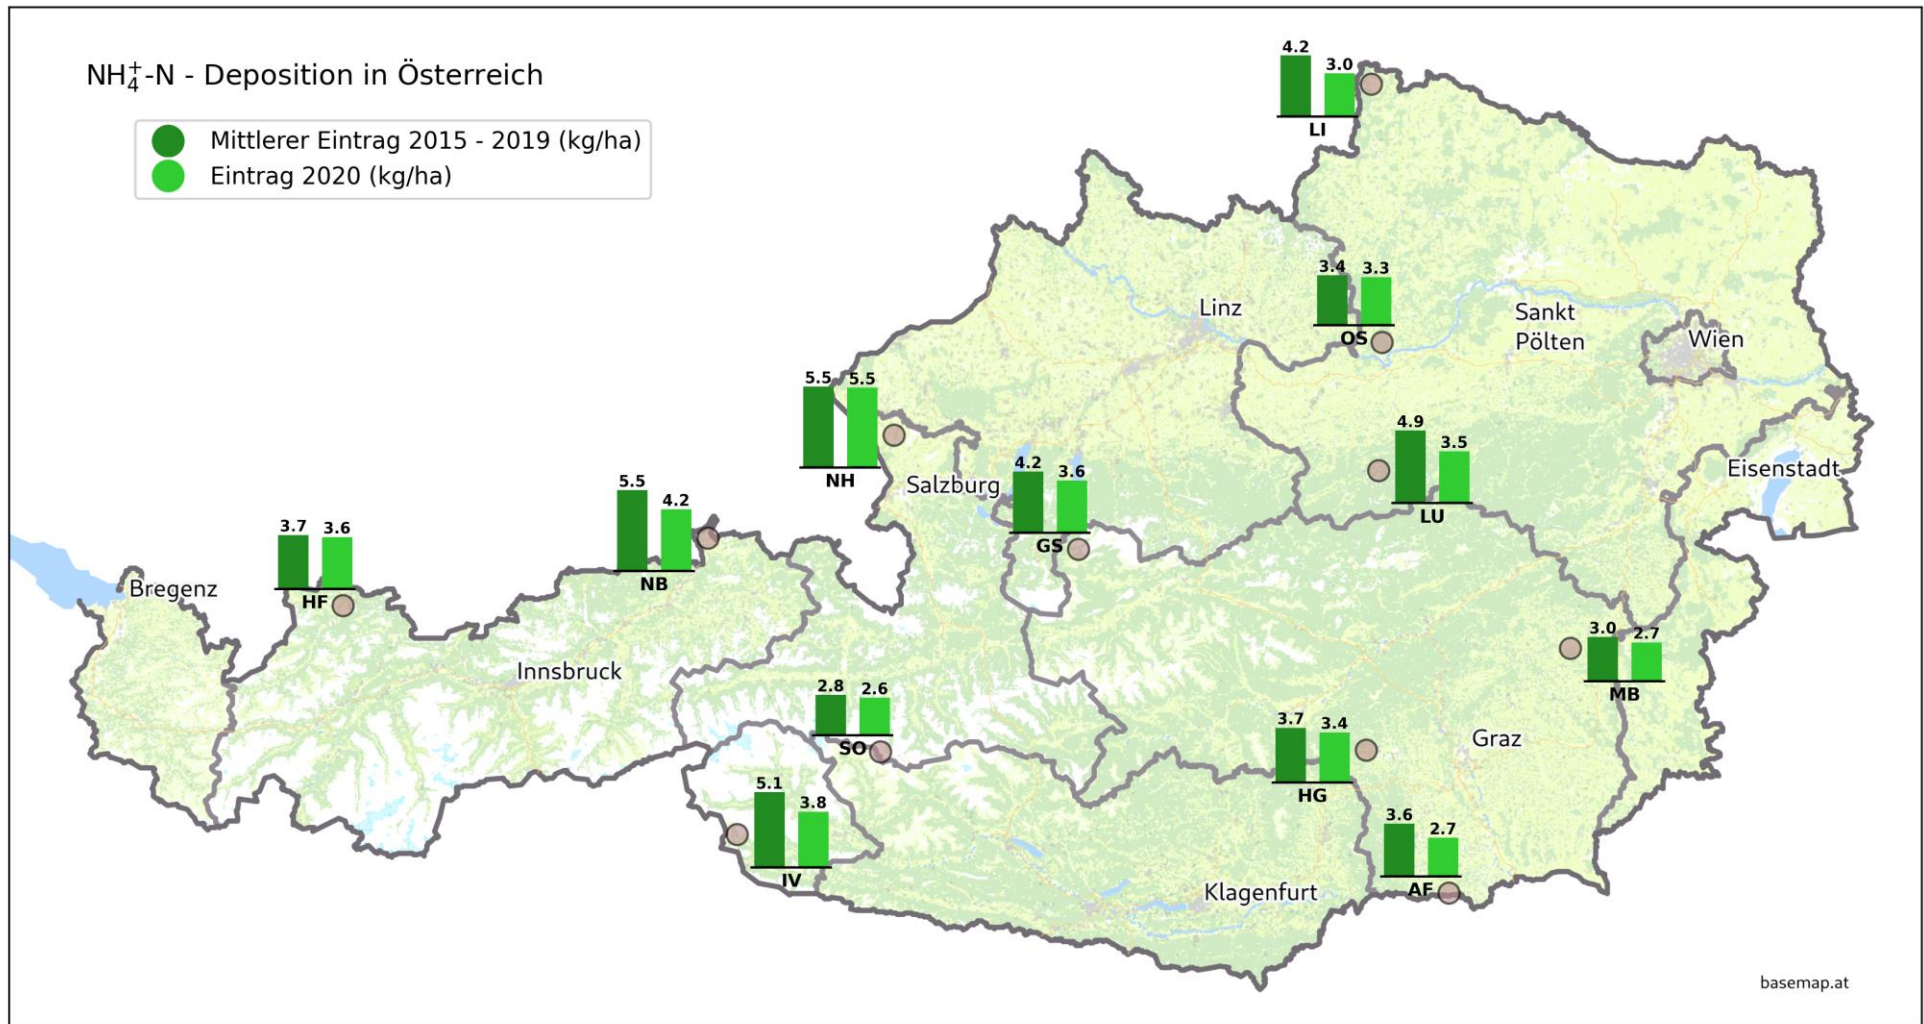 NH₄⁺-N - Deposition in Österreich
Mittlerer Eintrag 2015 - 2019 (kg/ha)
Eintrag 2020 (kg/ha)
4.2 3.0
LI
3.4 3.3
OS
Linz
Sankt
Pölten
Wien
5.5 5.5
NH
4.9 3.5
LU
Eisenstadt
4.2 3.6
GS
Salzburg
5.5 4.2
NB
3.7 3.6
HF
Bregenz
Innsbruck
3.0 2.7
MB
2.8 2.6
SO
3.7 3.4
HG
Graz
5.1 3.8
IV
3.6 2.7
AF
Klagenfurt
basemap.at